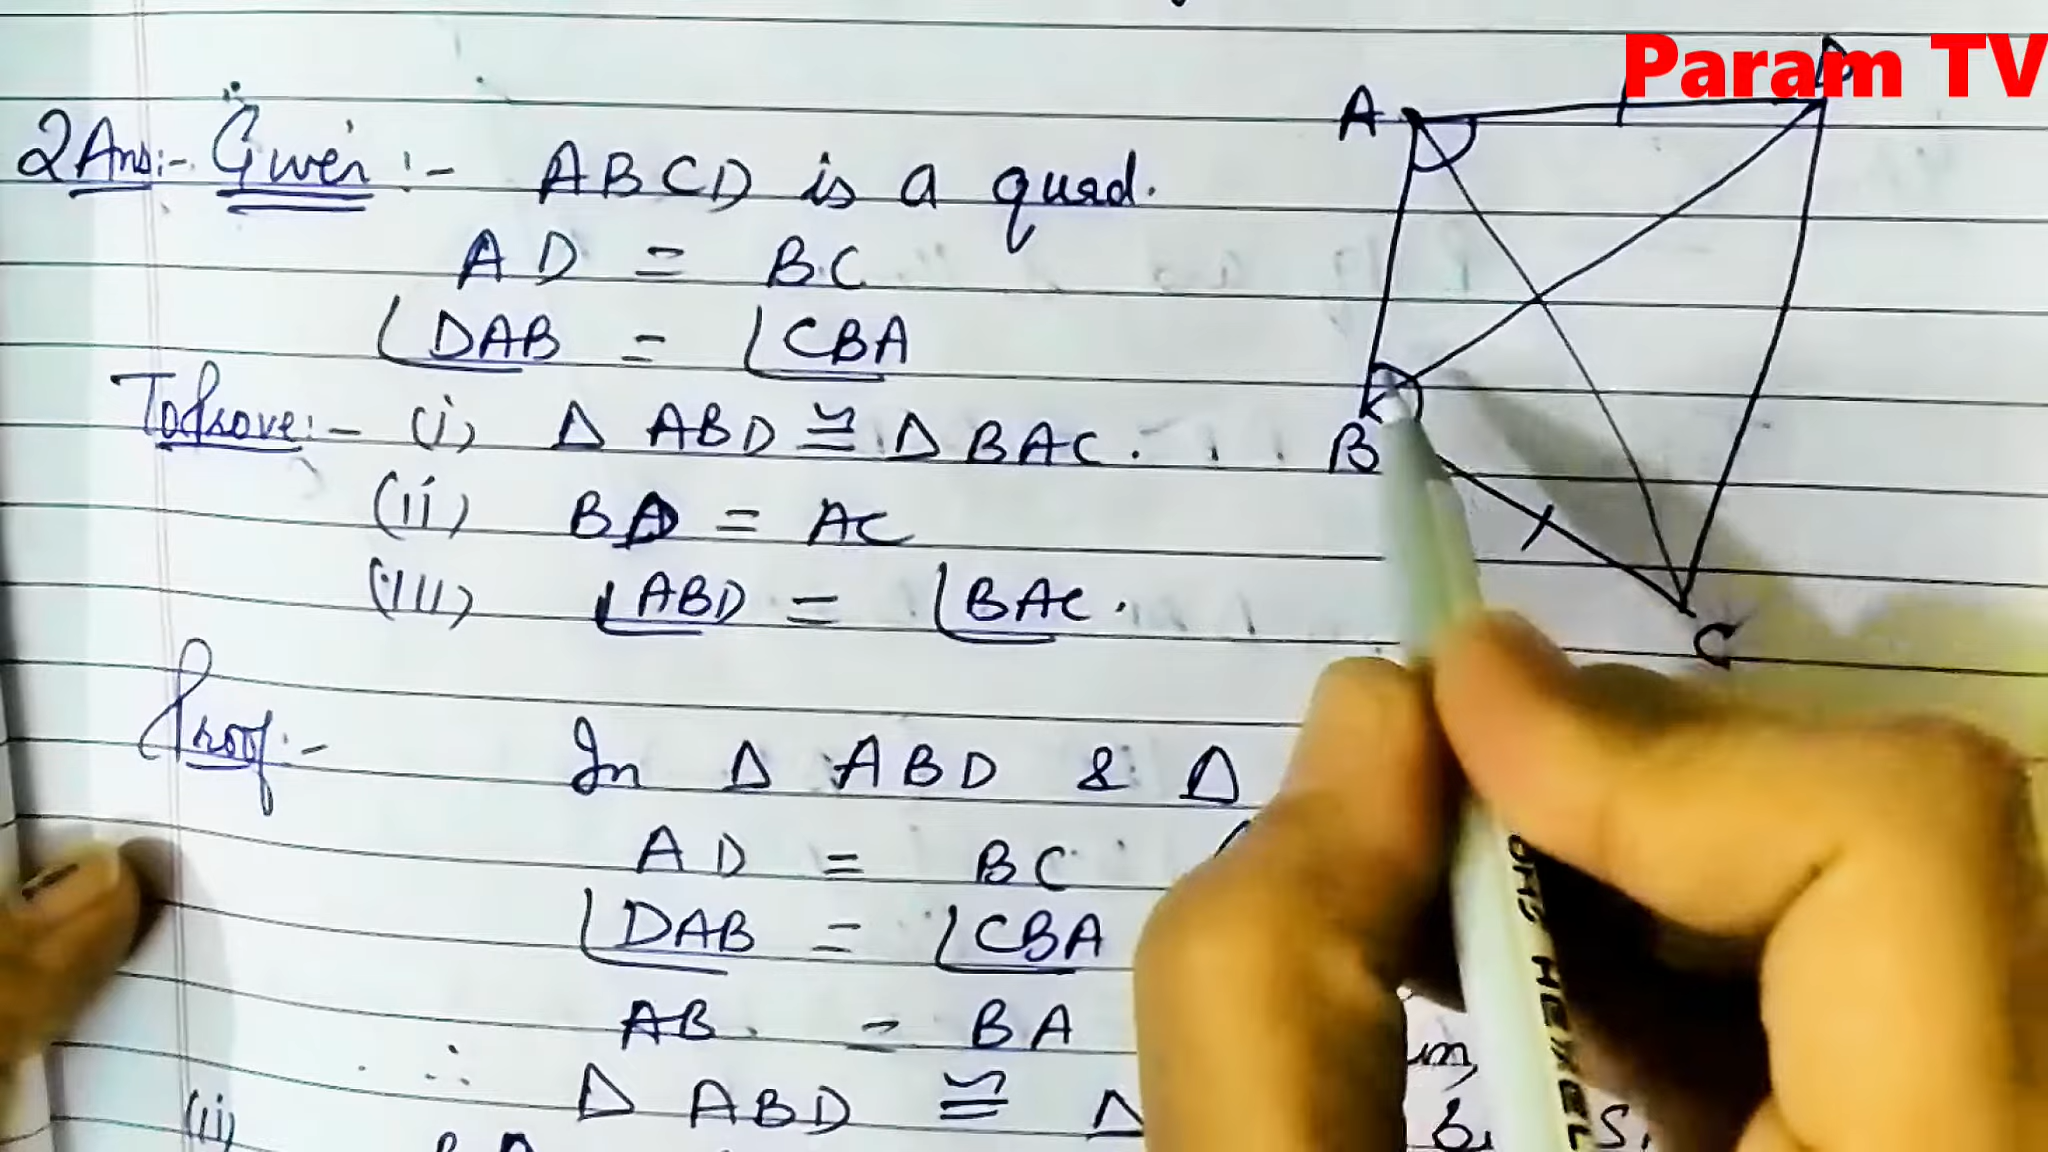 Param TV
2Ans:- Given :- ABCD is a quad.
AD = BC
∠DAB = ∠CBA
To Prove:- (i) Δ ABD ≅ Δ BAC.
(ii) BD = AC
(iii) ∠ABD = ∠BAC.
Proof:- In Δ ABD & Δ
AD = BC (
∠DAB = ∠CBA
AB = BA
∴ Δ ABD ≅ Δ
(ii)
A
D
B
C
HEXEL